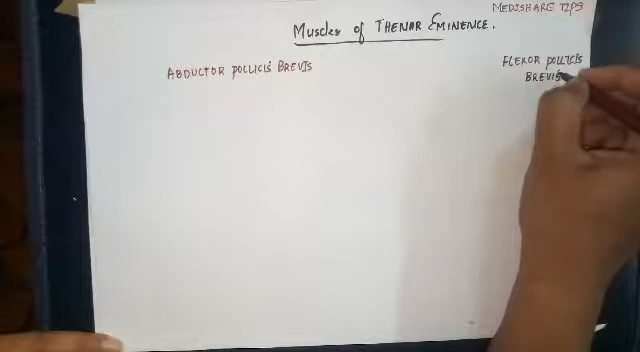 MEDISHARE TIPS
Muscles of THENAR EMINENCE.
ABDUCTOR POLLICIS BREVIS
FLEXOR POLLICIS
BREVIS